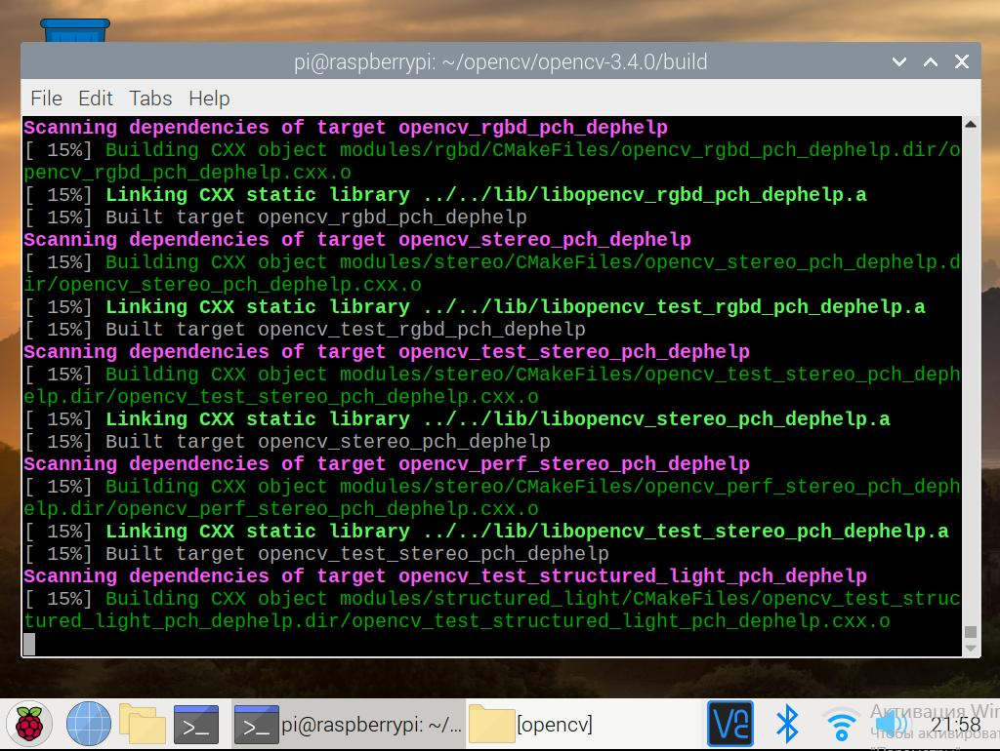 pi@raspberrypi: ~/opencv/opencv-3.4.0/build
File Edit Tabs Help
Scanning dependencies of target opencv_rgbd_pch_dephelp
[ 15%] Building CXX object modules/rgbd/CMakeFiles/opencv_rgbd_pch_dephelp.dir/o
pencv_rgbd_pch_dephelp.cxx.o
[ 15%] Linking CXX static library ../../lib/libopencv_rgbd_pch_dephelp.a
[ 15%] Built target opencv_rgbd_pch_dephelp
Scanning dependencies of target opencv_stereo_pch_dephelp
[ 15%] Building CXX object modules/stereo/CMakeFiles/opencv_stereo_pch_dephelp.d
ir/opencv_stereo_pch_dephelp.cxx.o
[ 15%] Linking CXX static library ../../lib/libopencv_test_rgbd_pch_dephelp.a
[ 15%] Built target opencv_test_rgbd_pch_dephelp
Scanning dependencies of target opencv_test_stereo_pch_dephelp
[ 15%] Building CXX object modules/stereo/CMakeFiles/opencv_test_stereo_pch_deph
elp.dir/opencv_test_stereo_pch_dephelp.cxx.o
[ 15%] Linking CXX static library ../../lib/libopencv_stereo_pch_dephelp.a
[ 15%] Built target opencv_stereo_pch_dephelp
Scanning dependencies of target opencv_perf_stereo_pch_dephelp
[ 15%] Building CXX object modules/stereo/CMakeFiles/opencv_perf_stereo_pch_deph
elp.dir/opencv_perf_stereo_pch_dephelp.cxx.o
[ 15%] Linking CXX static library ../../lib/libopencv_test_stereo_pch_dephelp.a
[ 15%] Built target opencv_test_stereo_pch_dephelp
Scanning dependencies of target opencv_test_structured_light_pch_dephelp
[ 15%] Building CXX object modules/structured_light/CMakeFiles/opencv_test_struc
tured_light_pch_dephelp.dir/opencv_test_structured_light_pch_dephelp.cxx.o
pi@raspberrypi: ~/... [opencv] 21:58
Активация Win
Чтобы активироват